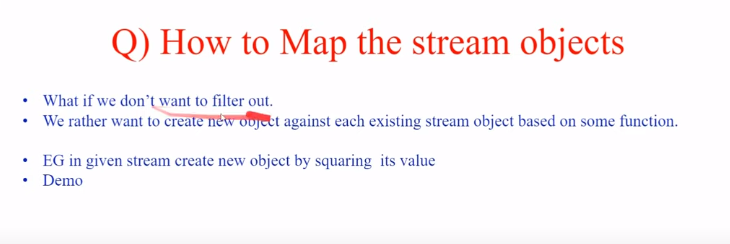 Q) How to Map the stream objects
• What if we don't want to filter out.
• We rather want to create new object against each existing stream object based on some function.
• EG in given stream create new object by squaring its value
• Demo